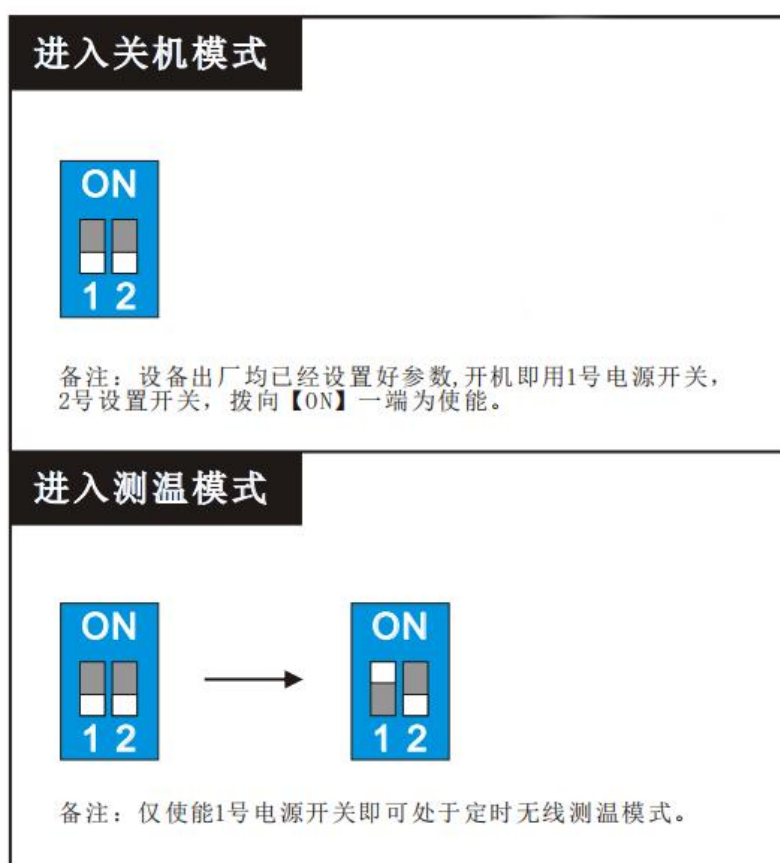 进入关机模式
ON
1 2
备注：设备出厂均已经设置好参数,开机即用1号电源开关，
2号设置开关，拨向【ON】一端为使能。
进入测温模式
ON ON
1 2 1 2
备注：仅使能1号电源开关即可处于定时无线测温模式。